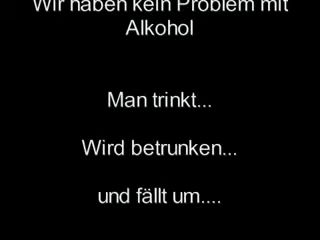 Wir haben kein Problem mit
Alkohol
Man trinkt...
Wird betrunken...
und fällt um....